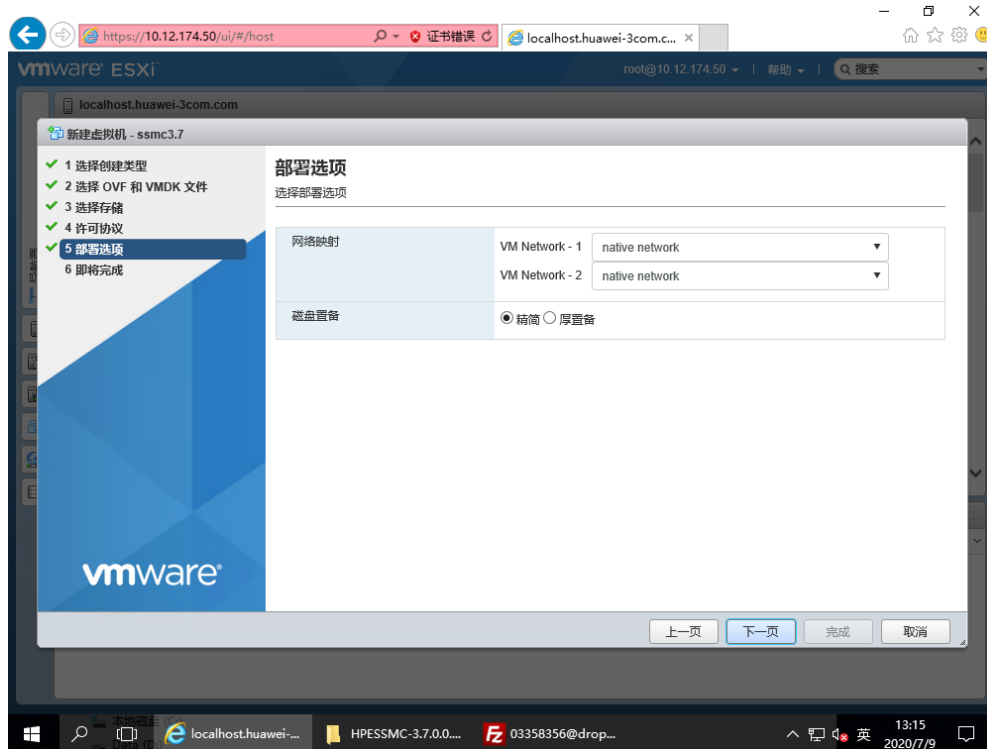 https://10.12.174.50/ui/#/host
证书错误
localhost.huawei-3com.c...
vmware ESXi
root@10.12.174.50
帮助
搜索
localhost.huawei-3com.com
新建虚拟机 - ssmc3.7
1 选择创建类型
2 选择 OVF 和 VMDK 文件
3 选择存储
4 许可协议
5 部署选项
6 即将完成
部署选项
选择部署选项
网络映射
VM Network - 1 native network
VM Network - 2 native network
磁盘置备
精简 厚置备
vmware
上一页 下一页 完成 取消
本地磁盘 (C:)
Data (D:)
localhost.huawei-...
HPESSMC-3.7.0.0....
03358356@drop...
英
13:15
2020/7/9